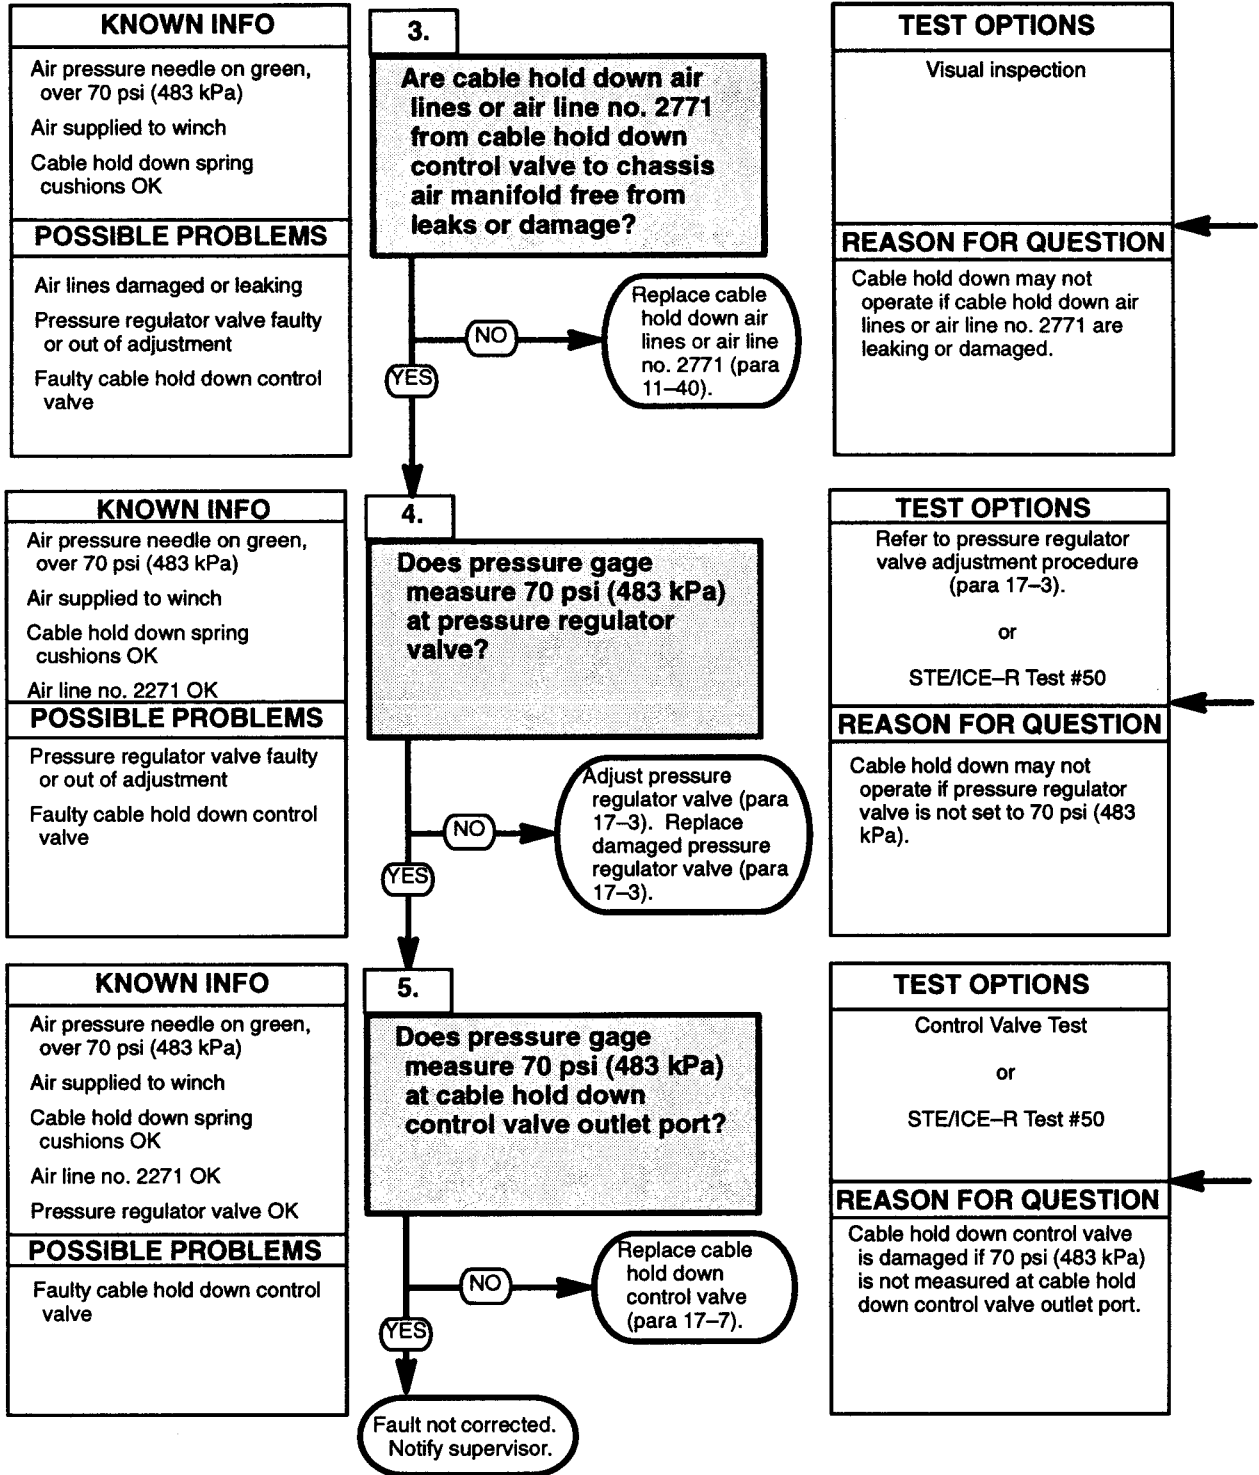 KNOWN INFO
Air pressure needle on green,
over 70 psi (483 kPa)
Air supplied to winch
Cable hold down spring
cushions OK
POSSIBLE PROBLEMS
Air lines damaged or leaking
Pressure regulator valve faulty
or out of adjustment
Faulty cable hold down control
valve
3.
Are cable hold down air
lines or air line no. 2771
from cable hold down
control valve to chassis
air manifold free from
leaks or damage?
NO
Replace cable
hold down air
lines or air line
no. 2771 (para
11–40).
YES
TEST OPTIONS
Visual inspection
REASON FOR QUESTION
Cable hold down may not
operate if cable hold down air
lines or air line no. 2771 are
leaking or damaged.
KNOWN INFO
Air pressure needle on green,
over 70 psi (483 kPa)
Air supplied to winch
Cable hold down spring
cushions OK
Air line no. 2271 OK
POSSIBLE PROBLEMS
Pressure regulator valve faulty
or out of adjustment
Faulty cable hold down control
valve
4.
Does pressure gage
measure 70 psi (483 kPa)
at pressure regulator
valve?
NO
Adjust pressure
regulator valve (para
17–3). Replace
damaged pressure
regulator valve (para
17–3).
YES
TEST OPTIONS
Refer to pressure regulator
valve adjustment procedure
(para 17–3).
or
STE/ICE–R Test #50
REASON FOR QUESTION
Cable hold down may not
operate if pressure regulator
valve is not set to 70 psi (483
kPa).
KNOWN INFO
Air pressure needle on green,
over 70 psi (483 kPa)
Air supplied to winch
Cable hold down spring
cushions OK
Air line no. 2271 OK
Pressure regulator valve OK
POSSIBLE PROBLEMS
Faulty cable hold down control
valve
5.
Does pressure gage
measure 70 psi (483 kPa)
at cable hold down
control valve outlet port?
NO
Replace cable
hold down
control valve
(para 17–7).
YES
Fault not corrected.
Notify supervisor.
TEST OPTIONS
Control Valve Test
or
STE/ICE–R Test #50
REASON FOR QUESTION
Cable hold down control valve
is damaged if 70 psi (483 kPa)
is not measured at cable hold
down control valve outlet port.